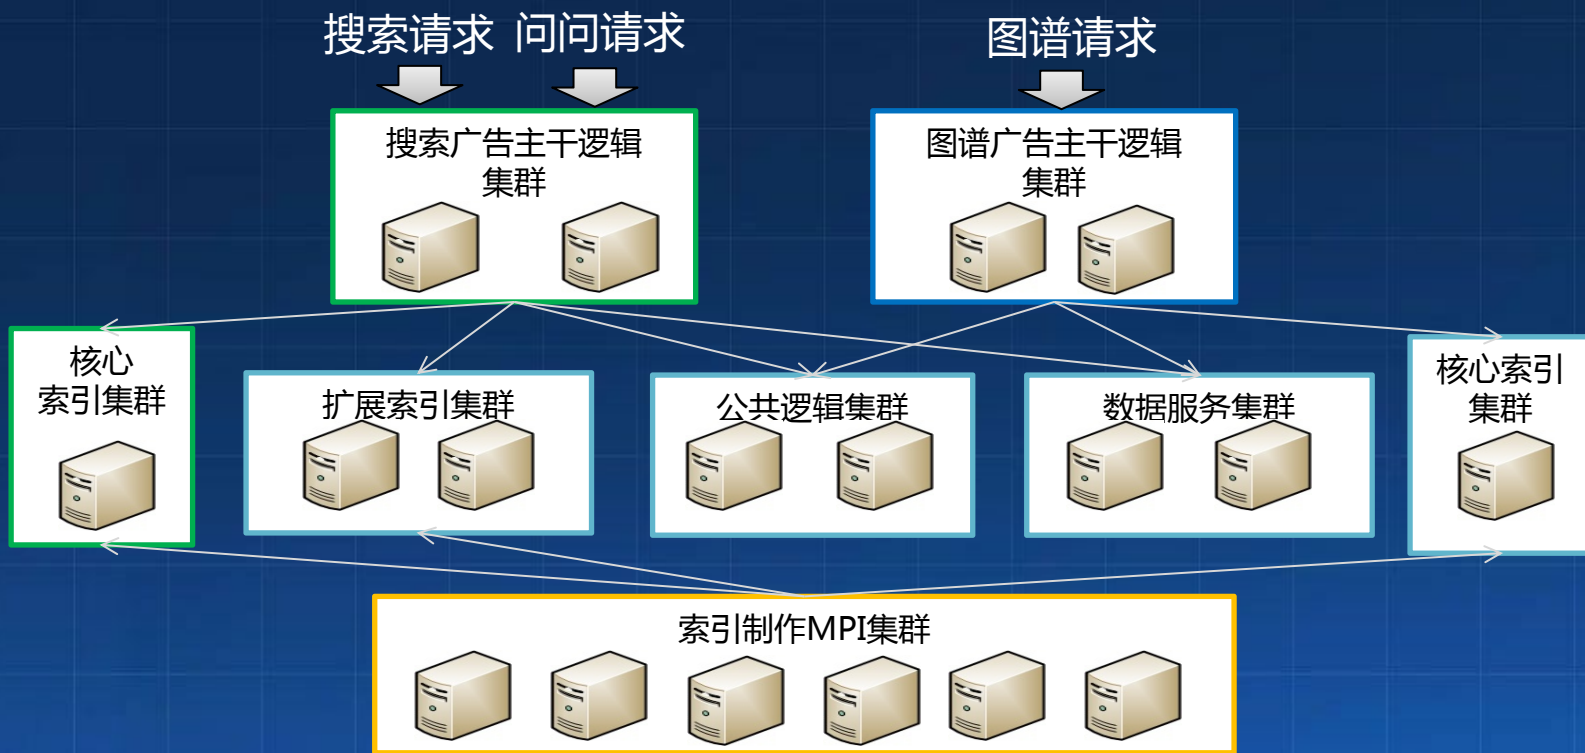 搜索请求 问问请求
图谱请求
搜索广告主干逻辑
集群
图谱广告主干逻辑
集群
核心
索引集群
扩展索引集群
公共逻辑集群
数据服务集群
核心索引
集群
索引制作MPI集群